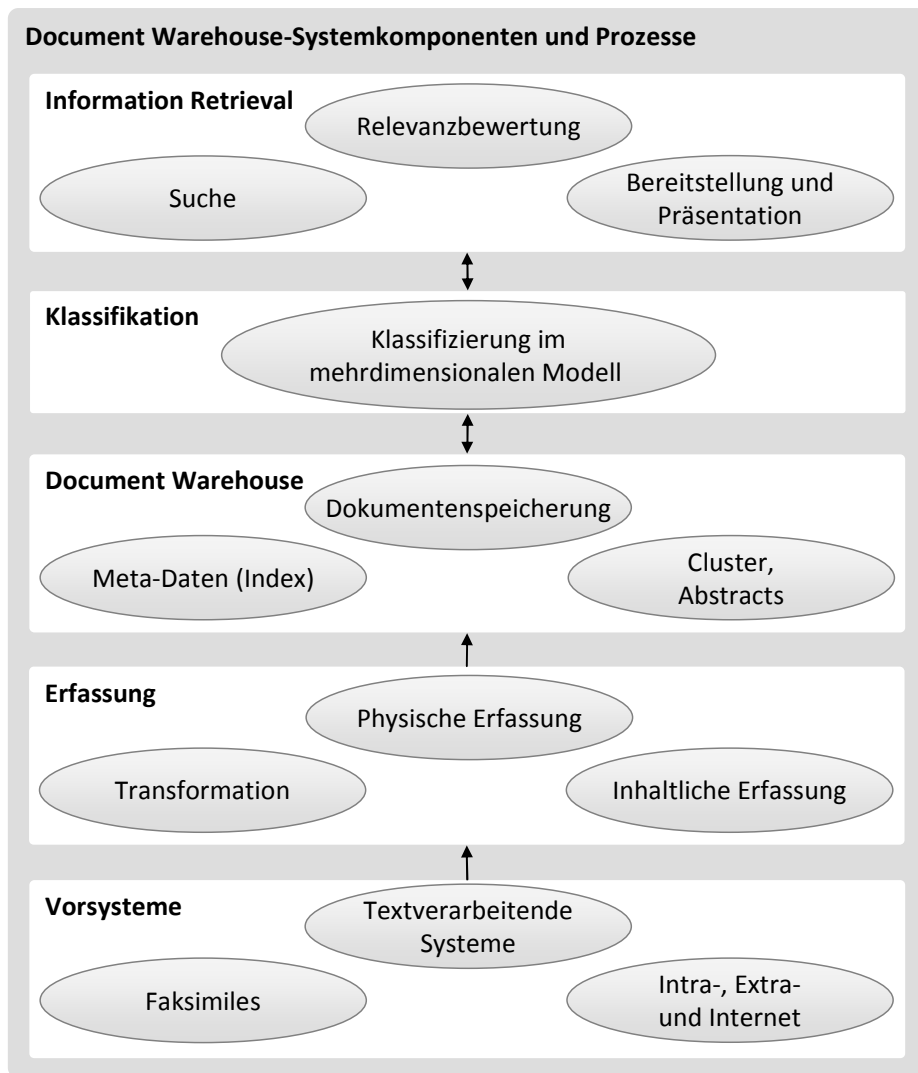 Document Warehouse-Systemkomponenten und Prozesse
Information Retrieval
Relevanzbewertung
Suche
Bereitstellung und
Präsentation
Klassifikation
Klassifizierung im
mehrdimensionalen Modell
Document Warehouse
Dokumentenspeicherung
Meta-Daten (Index)
Cluster,
Abstracts
Erfassung
Physische Erfassung
Transformation
Inhaltliche Erfassung
Vorsysteme
Textverarbeitende
Systeme
Faksimiles
Intra-, Extra-
und Internet